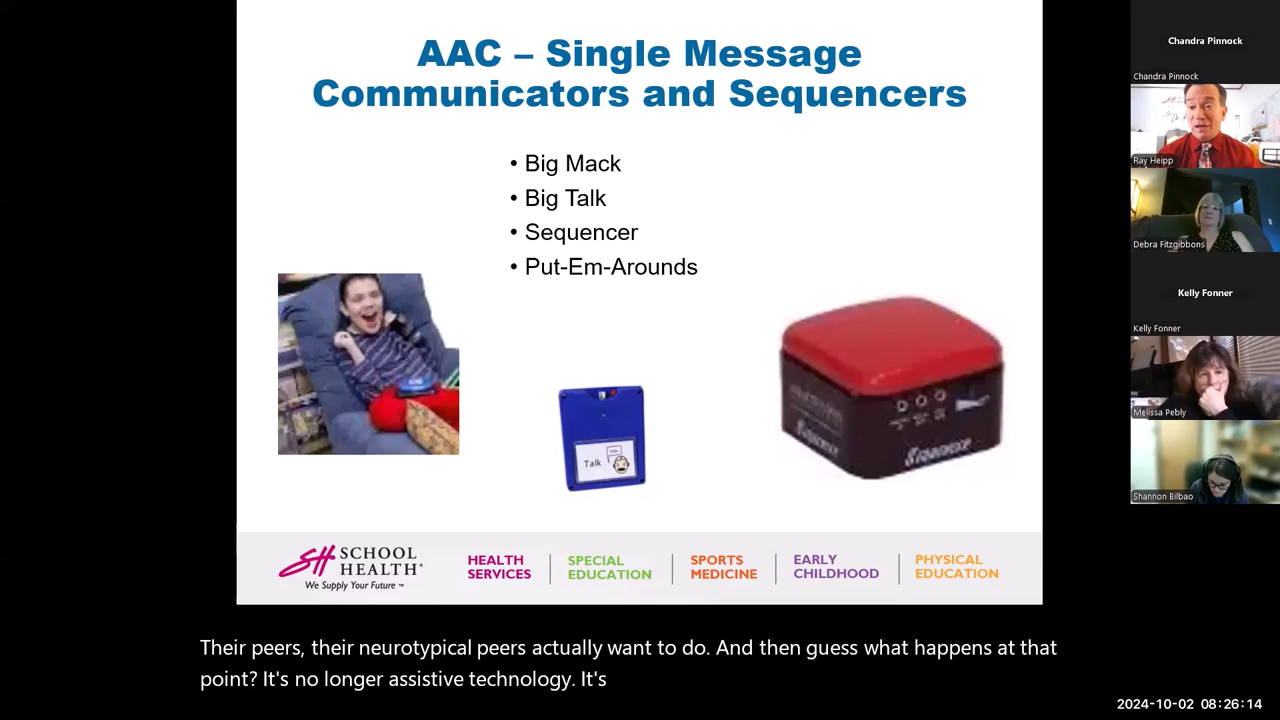 AAC – Single Message
Communicators and Sequencers
• Big Mack
• Big Talk
• Sequencer
• Put-Em-Arounds
Talk
SH SCHOOL HEALTH®
We Supply Your Future ™
HEALTH SERVICES
SPECIAL EDUCATION
SPORTS MEDICINE
EARLY CHILDHOOD
PHYSICAL EDUCATION
Chandra Pinnock
Chandra Pinnock
Ray Heipp
Debra Fitzgibbons
Kelly Fonner
Kelly Fonner
Melissa Pebly
Shannon Bilbao
Their peers, their neurotypical peers actually want to do. And then guess what happens at that
point? It's no longer assistive technology. It's
2024-10-02 08:26:14